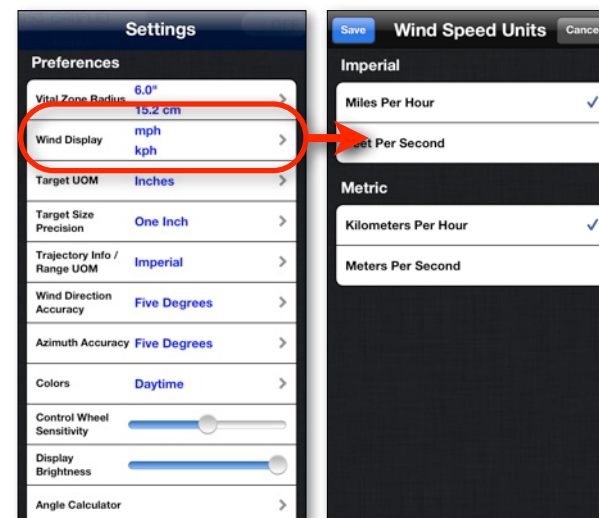 Settings
Preferences
Vital Zone Radius
6.0"
15.2 cm
Wind Display
mph
kph
Target UOM
Inches
Target Size
Precision
One Inch
Trajectory Info /
Range UOM
Imperial
Wind Direction
Accuracy
Five Degrees
Azimuth Accuracy
Five Degrees
Colors
Daytime
Control Wheel
Sensitivity
Display
Brightness
Angle Calculator
Save
Wind Speed Units
Cance
Imperial
Miles Per Hour
Per Second
Metric
Kilometers Per Hour
Meters Per Second